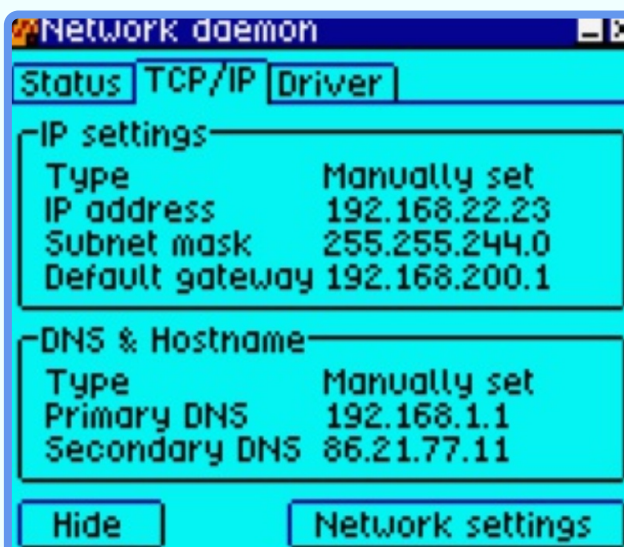 Network daemon
Status TCP/IP Driver
IP settings
Type Manually set
IP address 192.168.22.23
Subnet mask 255.255.244.0
Default gateway 192.168.200.1
DNS & Hostname
Type Manually set
Primary DNS 192.168.1.1
Secondary DNS 86.21.77.11
Hide Network settings